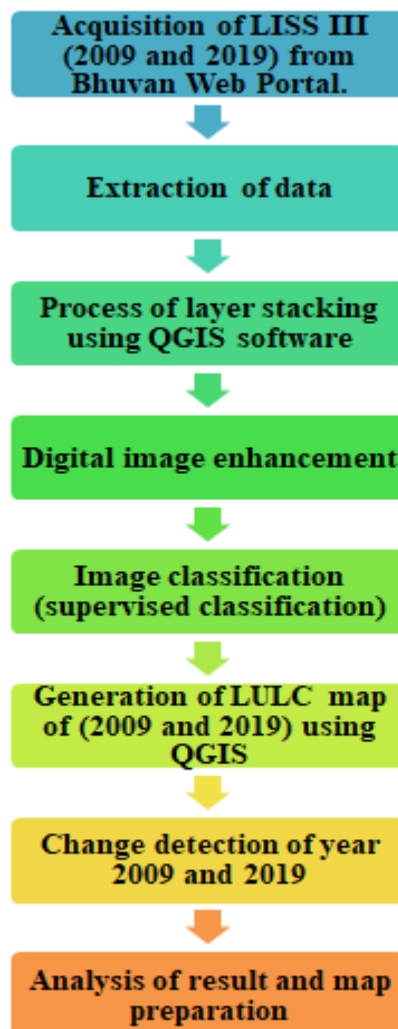 Acquisition of LISS III
(2009 and 2019) from
Bhuvan Web Portal.
Extraction of data
Process of layer stacking
using QGIS software
Digital image enhancement
Image classification
(supervised classification)
Generation of LULC map
of (2009 and 2019) using
QGIS
Change detection of year
2009 and 2019
Analysis of result and map
preparation